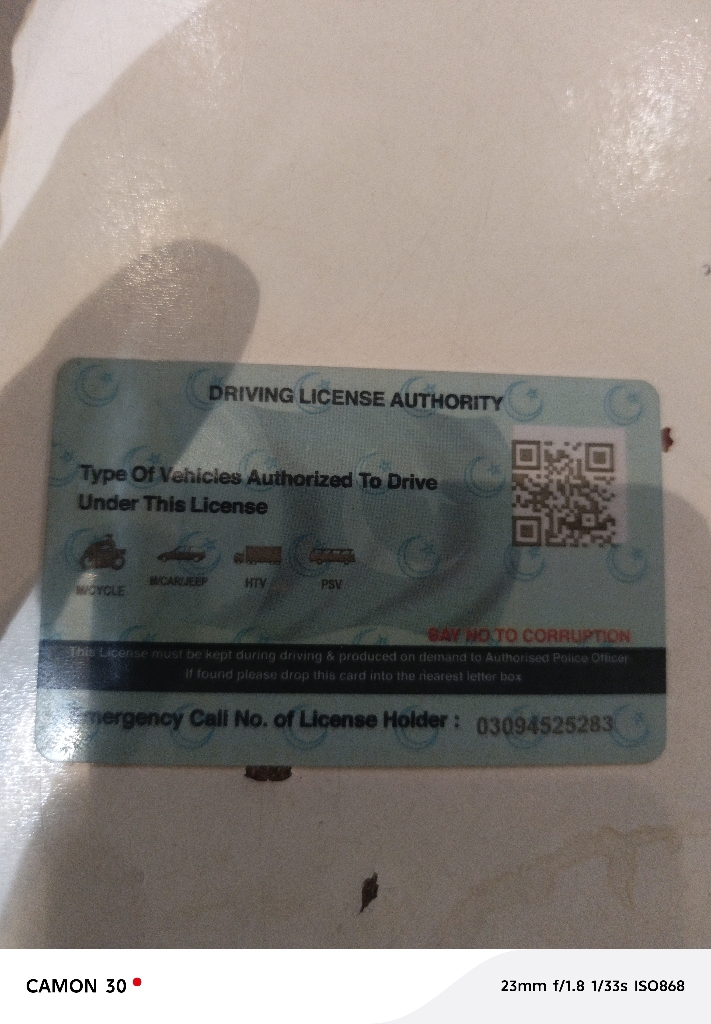 DRIVING LICENSE AUTHORITY
Type Of Vehicles Authorized To Drive
Under This License
M/CYCLE M/CAR/JEEP HTV PSV
SAY NO TO CORRUPTION
This License must be kept during driving & produced on demand to Authorised Police Officer
If found please drop this card into the nearest letter box
Emergency Call No. of License Holder : 03094525283
CAMON 30 23mm f/1.8 1/33s ISO868